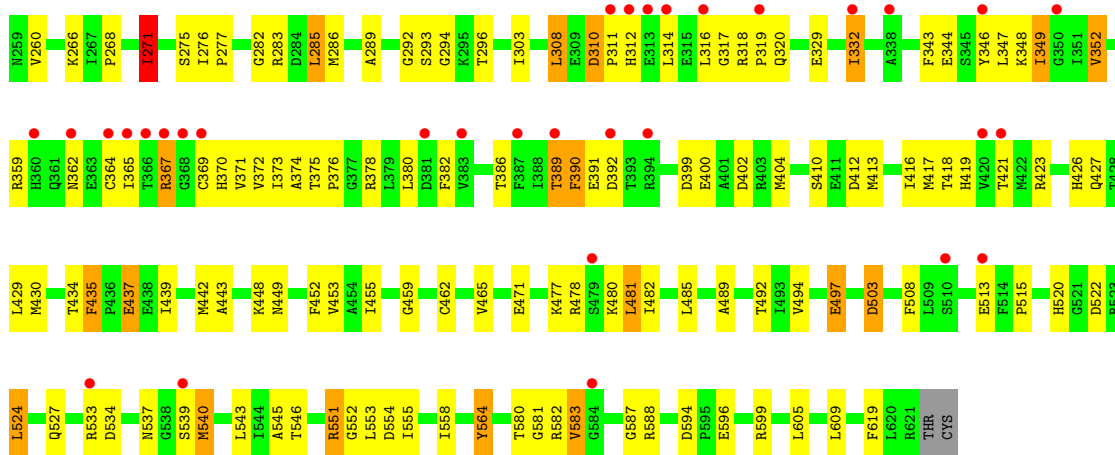 N259 V260 K266 I267 P268 I271 S275 I276 P277 G282 R283 D284 L285 M286 A289 G292 S293 G294 K295 T296 I303 L308 E309 D310 P311 H312 E313 L314 E315 L316 G317 R318 P319 Q320 E329 I332 A338 F343 E344 S345 Y346 L347 K348 I349 G350 I351 V352
R359 H360 Q361 N362 E363 C364 I365 T366 R367 G368 C369 H370 V371 V372 I373 A374 T375 P376 G377 R378 L379 L380 D381 F382 V383 T386 F387 I388 T389 F390 E391 D392 T393 R394 D399 E400 A401 D402 R403 M404 S410 E411 D412 M413 I416 M417 T418 H419 V420 T421 M422 R423 H426 Q427 T428
L429 M430 T434 F435 P436 E437 E438 I439 M442 A443 K448 N449 F452 V453 A454 I455 G459 C462 V465 E471 K477 R478 S479 K480 L481 I482 L485 A489 T492 I493 V494 E497 D503 F508 L509 S510 E513 F514 P515 H520 G521 D522 R523
L524 Q527 R533 D534 N537 G538 S539 M540 L543 I544 A545 T546 R551 G552 L553 D554 I555 I558 Y564 T580 G581 R582 V583 G584 G587 R588 D594 P595 E596 R599 L605 L609 F619 L620 R621 THR CYS